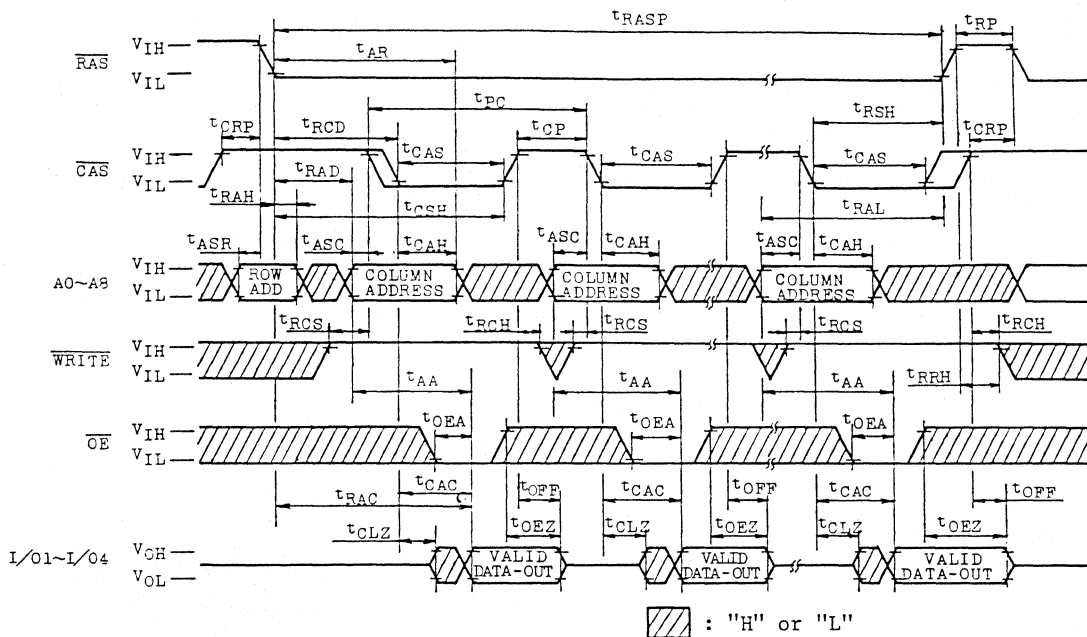 tRASP
tRP
RAS
VIH
VIL
tAR
tPC
tRSH
tCRP
tRCD
tCP
tCRP
CAS
VIH
VIL
tCAS
tCAS
tCAS
tRAD
tRAH
tCSH
tRAL
tASR
tASC
tCAH
tASC
tCAH
tASC
tCAH
A0~A8
VIH
VIL
ROW ADD
COLUMN ADDRESS
COLUMN ADDRESS
COLUMN ADDRESS
tRCS
tRCH
tRCS
tRCS
tRCH
WRITE
VIH
VIL
tAA
tAA
tAA
tRRH
tOEA
tOEA
tOEA
OE
VIH
VIL
tCAC
tRAC
tOFF
tCAC
tOFF
tCAC
tOFF
tCLZ
tOEZ
tCLZ
tOEZ
tCLZ
tOEZ
I/O1~I/O4
VOH
VOL
VALID DATA-OUT
VALID DATA-OUT
VALID DATA-OUT
: "H" or "L"